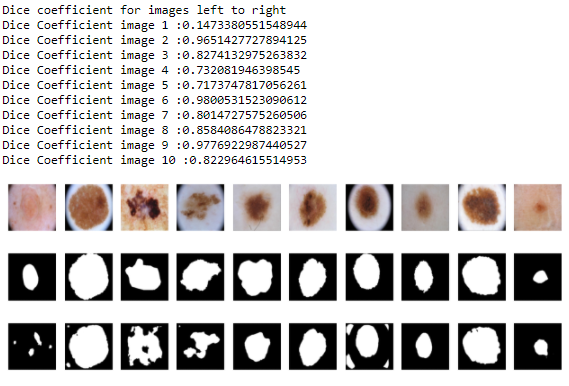 Dice coefficient for images left to right
Dice Coefficient image 1 :0.1473380551548944
Dice Coefficient image 2 :0.9651427727894125
Dice Coefficient image 3 :0.8274132975263832
Dice Coefficient image 4 :0.732081946398545
Dice Coefficient image 5 :0.7173747817056261
Dice Coefficient image 6 :0.9800531523090612
Dice Coefficient image 7 :0.8014727575260506
Dice Coefficient image 8 :0.8584086478823321
Dice Coefficient image 9 :0.9776922987440527
Dice Coefficient image 10 :0.822964615514953